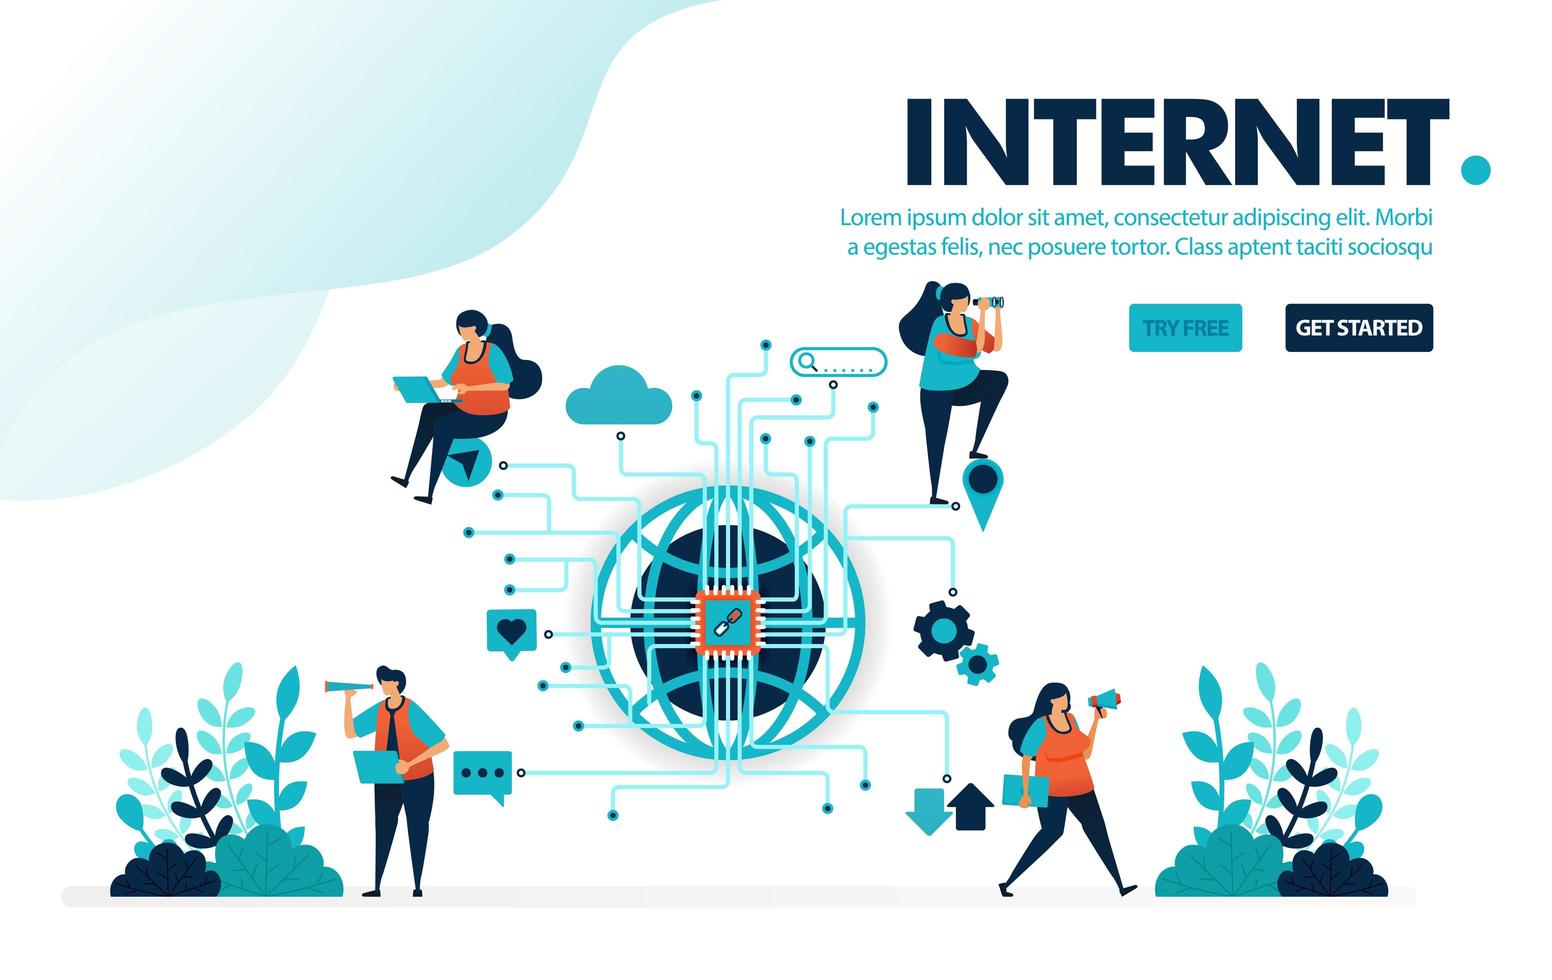 INTERNET.
Lorem ipsum dolor sit amet, consectetur adipiscing elit. Morbi
a egestas felis, nec posuere tortor. Class aptent taciti sociosqu
TRY FREE
GET STARTED